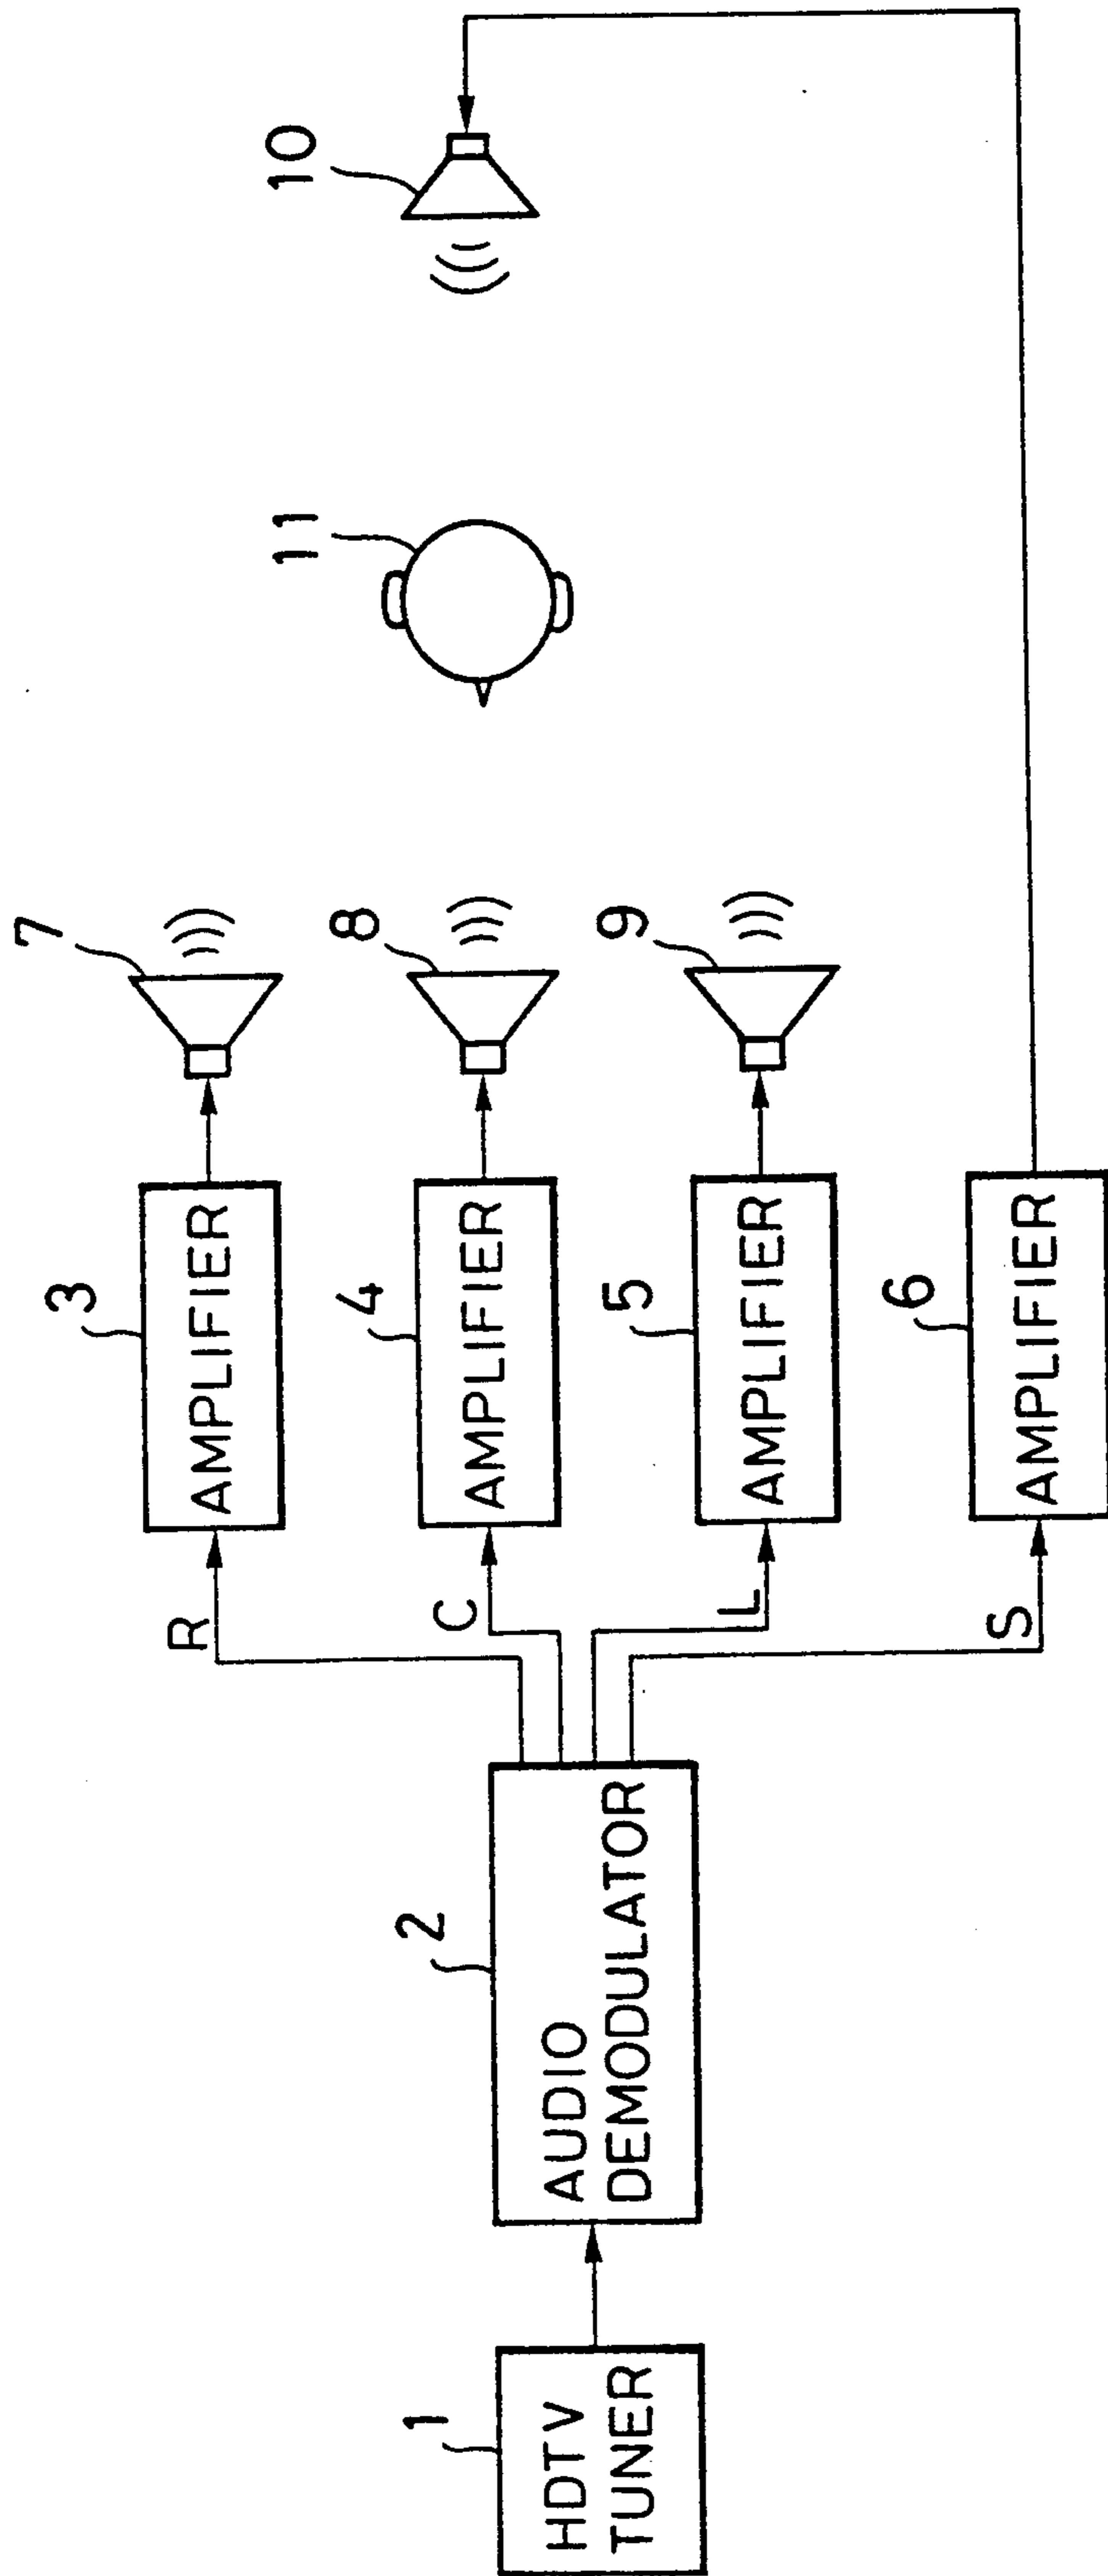 1
HDTV
TUNER
2
AUDIO
DEMODULATOR
R
C
L
S
3
AMPLIFIER
4
AMPLIFIER
5
AMPLIFIER
6
AMPLIFIER
7
8
9
11
10